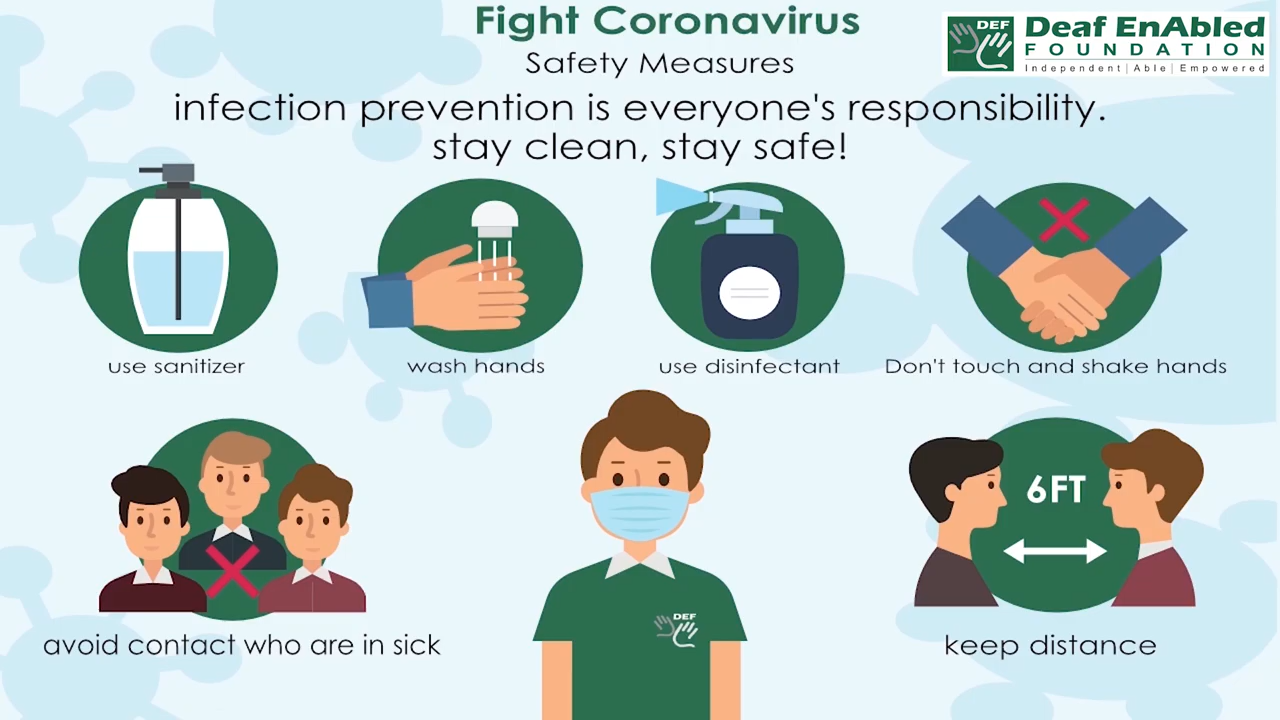 Fight Coronavirus
Safety Measures
DEF
Deaf EnAbled
FOUNDATION
Independent | Able | Empowered
infection prevention is everyone's responsibility.
stay clean, stay safe!
use sanitizer
wash hands
use disinfectant
Don't touch and shake hands
6FT
DEF
avoid contact who are in sick
keep distance